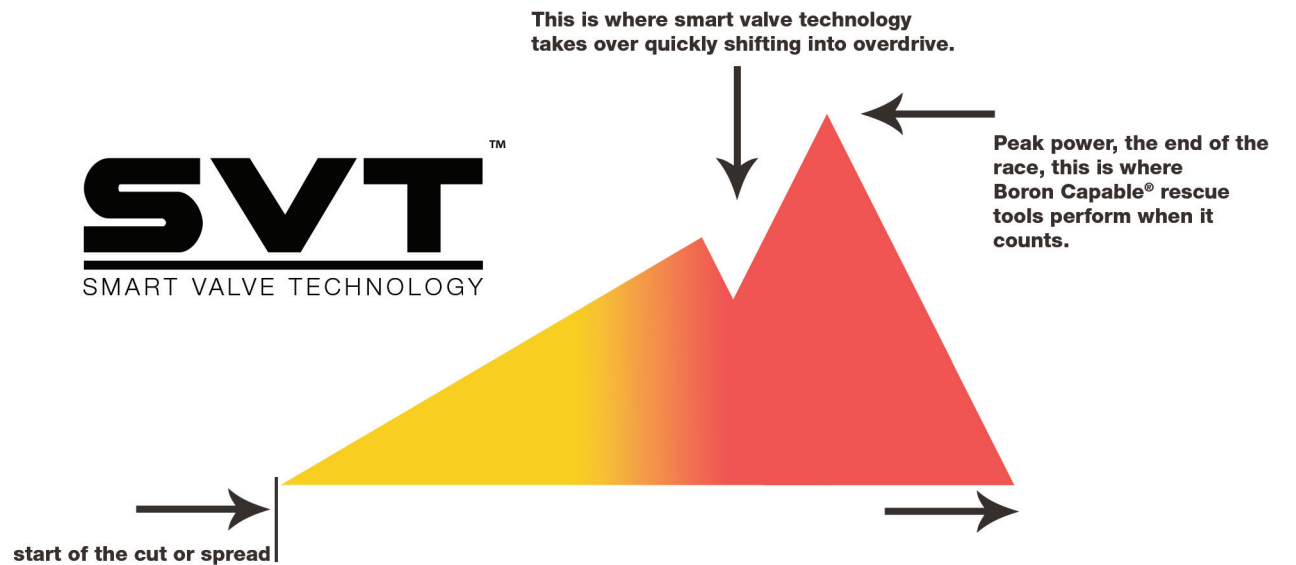 This is where smart valve technology
takes over quickly shifting into overdrive.
SVT™
SMART VALVE TECHNOLOGY
Peak power, the end of the
race, this is where
Boron Capable® rescue
tools perform when it
counts.
start of the cut or spread